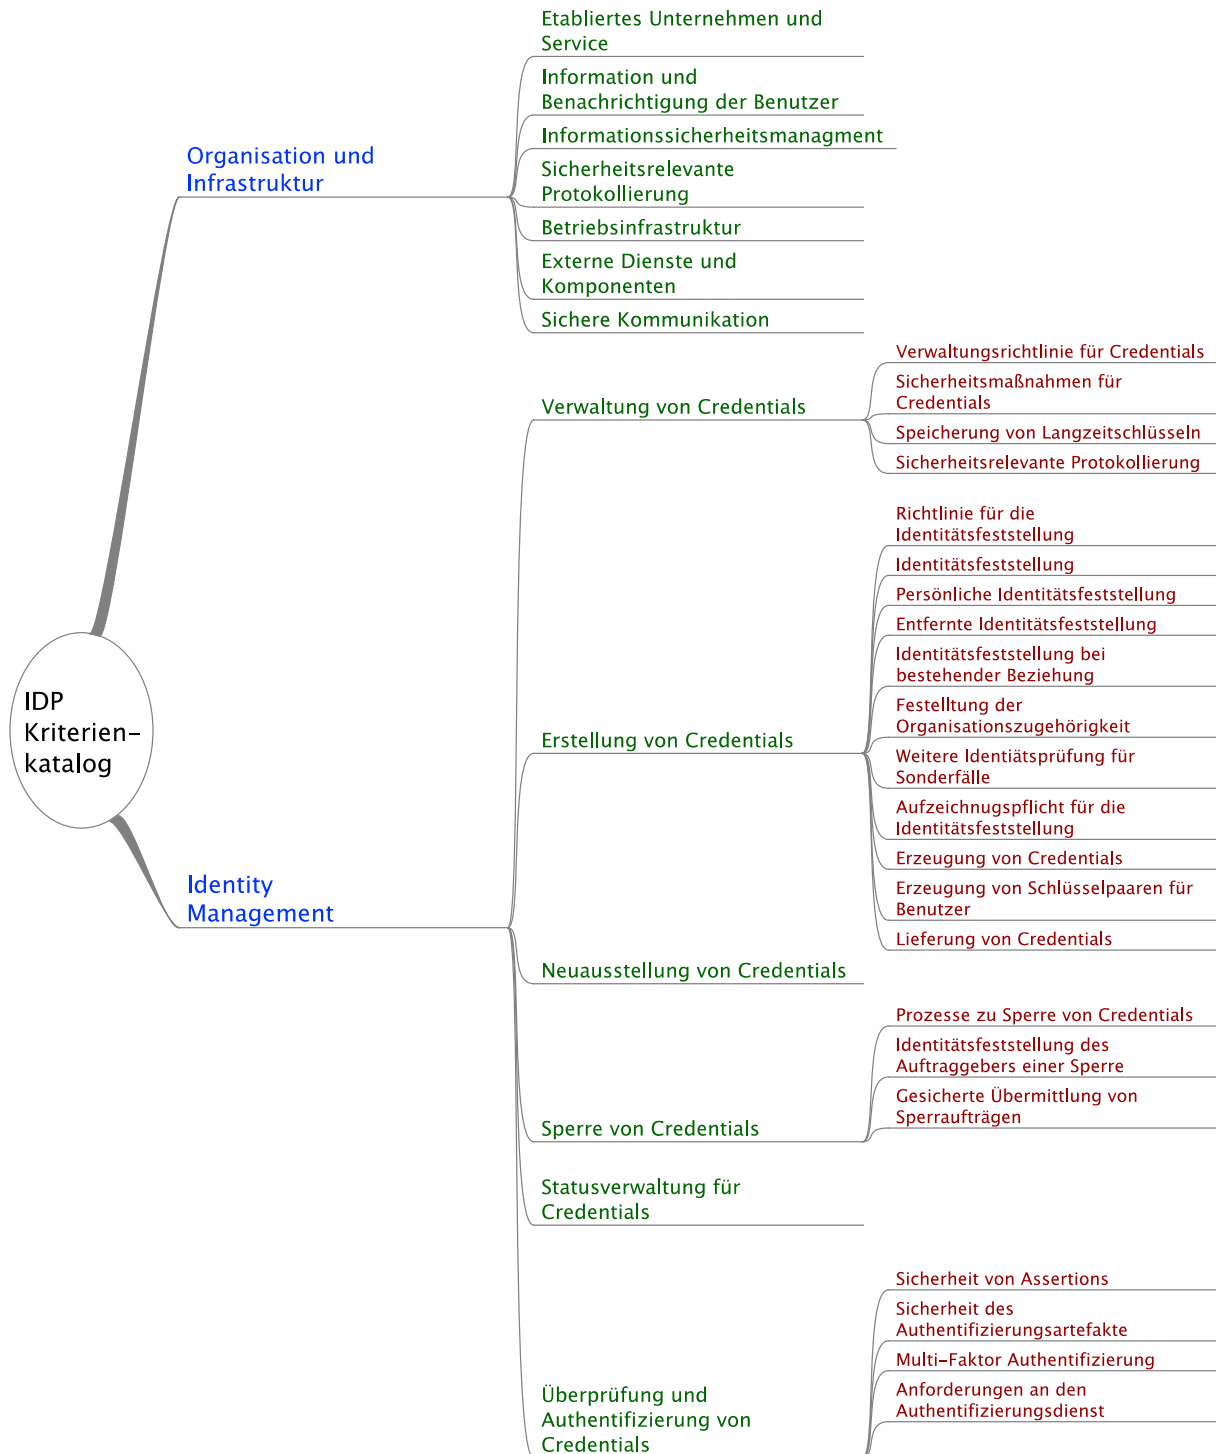 IDP
Kriterien-
katalog
Organisation und
Infrastruktur
Etabliertes Unternehmen und
Service
Information und
Benachrichtigung der Benutzer
Informationssicherheitsmanagment
Sicherheitsrelevante
Protokollierung
Betriebsinfrastruktur
Externe Dienste und
Komponenten
Sichere Kommunikation
Identity
Management
Verwaltung von Credentials
Verwaltungsrichtlinie für Credentials
Sicherheitsmaßnahmen für
Credentials
Speicherung von Langzeitschlüsseln
Sicherheitsrelevante Protokollierung
Erstellung von Credentials
Richtlinie für die
Identitätsfeststellung
Identitätsfeststellung
Persönliche Identitätsfeststellung
Entfernte Identitätsfeststellung
Identitätsfeststellung bei
bestehender Beziehung
Festelltung der
Organisationszugehörigkeit
Weitere Identiätsprüfung für
Sonderfälle
Aufzeichnugspflicht für die
Identitätsfeststellung
Erzeugung von Credentials
Erzeugung von Schlüsselpaaren für
Benutzer
Lieferung von Credentials
Neuausstellung von Credentials
Sperre von Credentials
Prozesse zu Sperre von Credentials
Identitätsfeststellung des
Auftraggebers einer Sperre
Gesicherte Übermittlung von
Sperraufträgen
Statusverwaltung für
Credentials
Überprüfung und
Authentifizierung von
Credentials
Sicherheit von Assertions
Sicherheit des
Authentifizierungsartefakte
Multi-Faktor Authentifizierung
Anforderungen an den
Authentifizierungsdienst